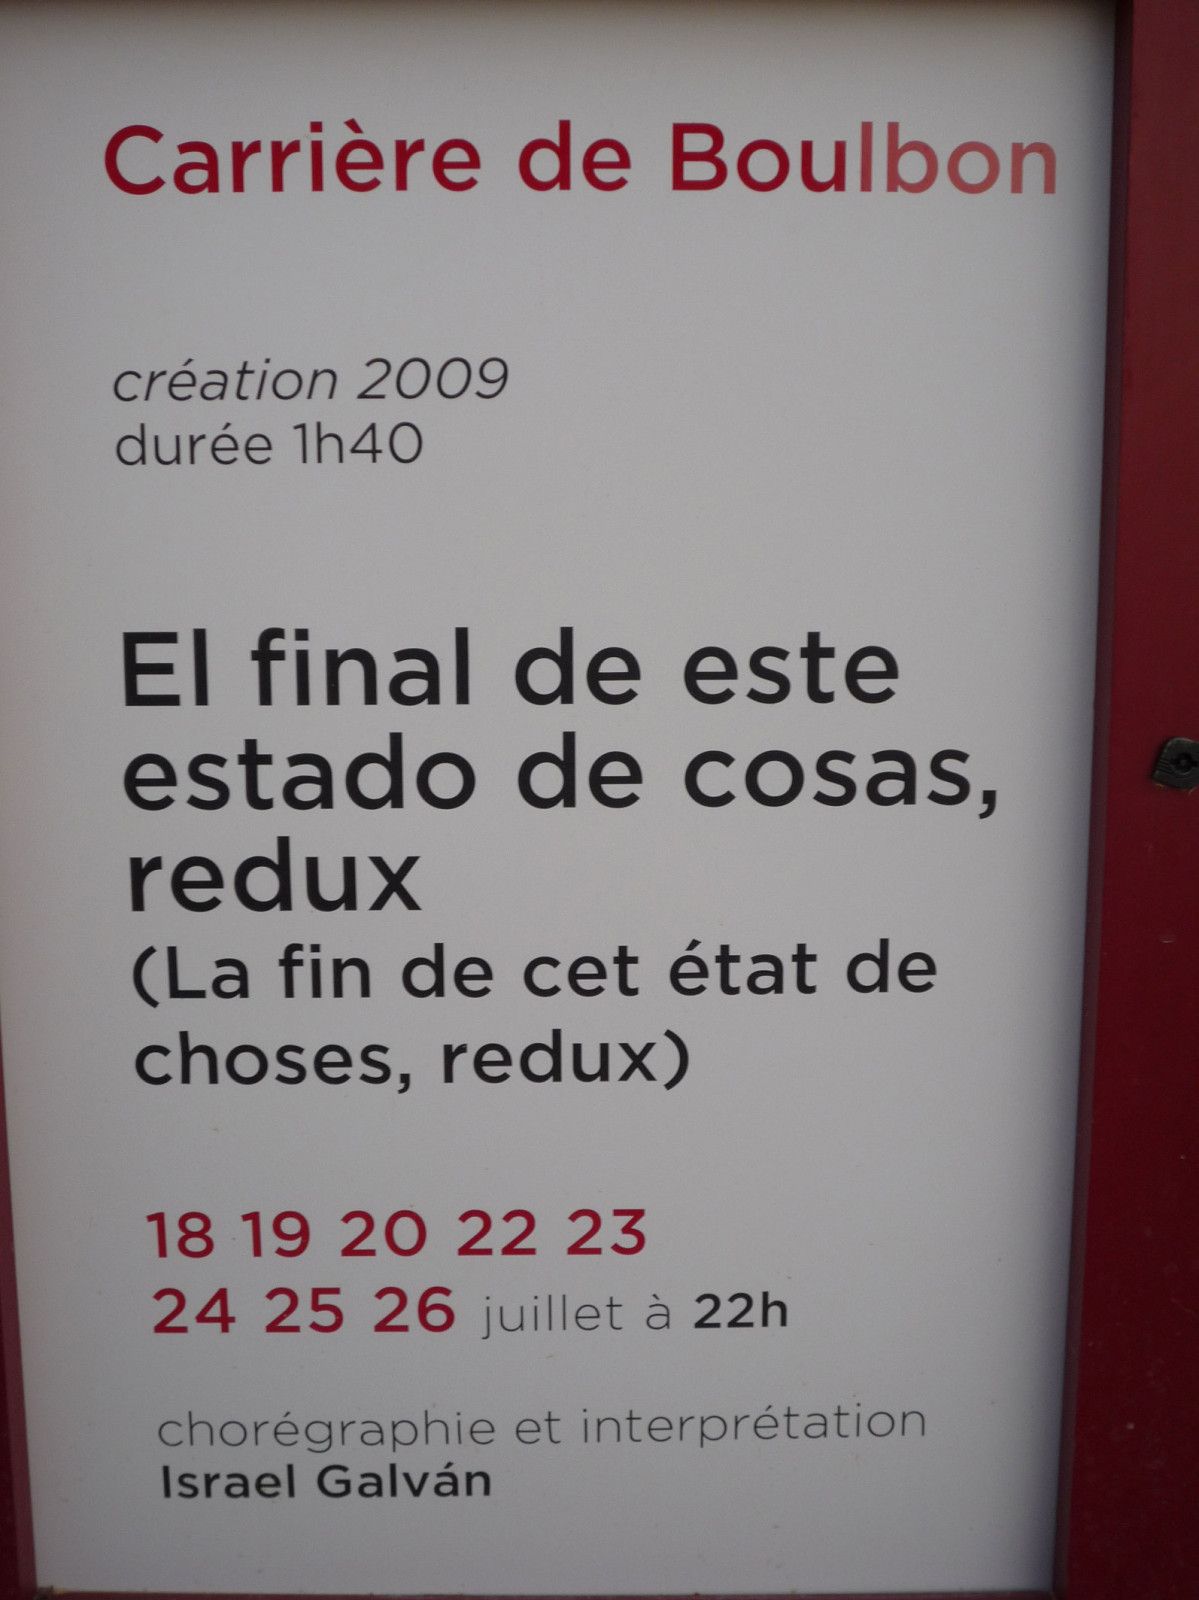 Carrière de Boulbon
création 2009
durée 1h40
El final de este
estado de cosas,
redux
(La fin de cet état de
choses, redux)
18 19 20 22 23
24 25 26 juillet à 22h
chorégraphie et interprétation
Israel Galván